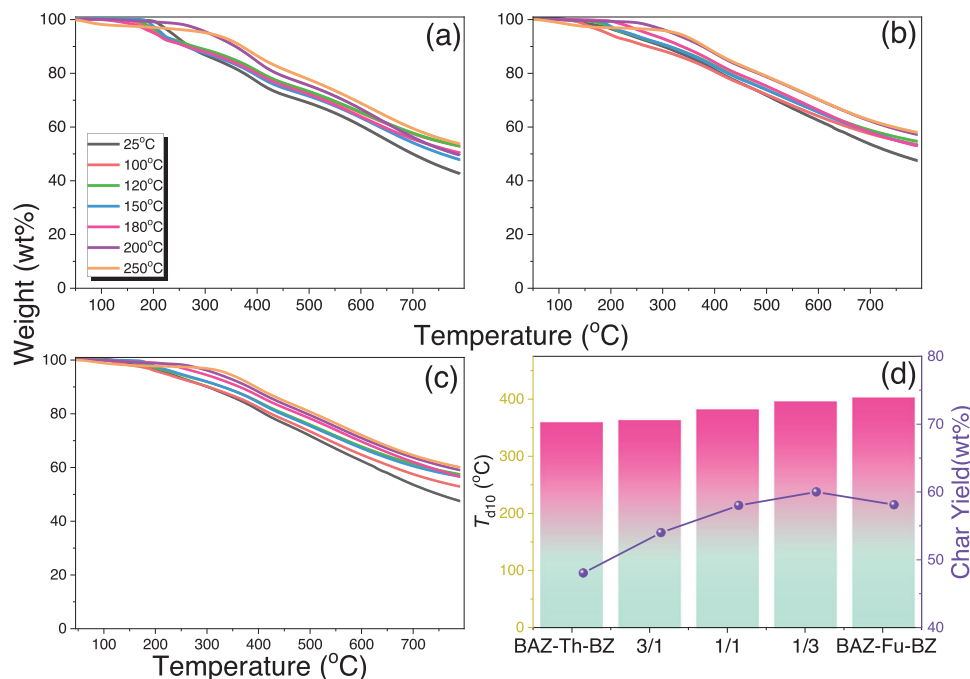 (a)
100
80
60
40
20
0
25°C
100°C
120°C
150°C
180°C
200°C
250°C
100 200 300 400 500 600 700
(b)
100
80
60
40
20
0
100 200 300 400 500 600 700
Weight (wt%)
Temperature (°C)
(c)
100
80
60
40
20
0
100 200 300 400 500 600 700
Temperature (°C)
(d)
400
300
200
100
0
Td10 (°C)
80
70
60
50
40
Char Yield(wt%)
BAZ-Th-BZ 3/1 1/1 1/3 BAZ-Fu-BZ